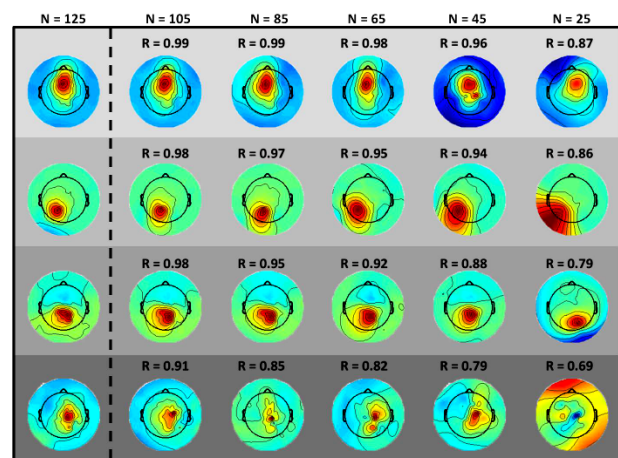 N = 125 N = 105 N = 85 N = 65 N = 45 N = 25
R = 0.99 R = 0.99 R = 0.98 R = 0.96 R = 0.87
R = 0.98 R = 0.97 R = 0.95 R = 0.94 R = 0.86
R = 0.98 R = 0.95 R = 0.92 R = 0.88 R = 0.79
R = 0.91 R = 0.85 R = 0.82 R = 0.79 R = 0.69